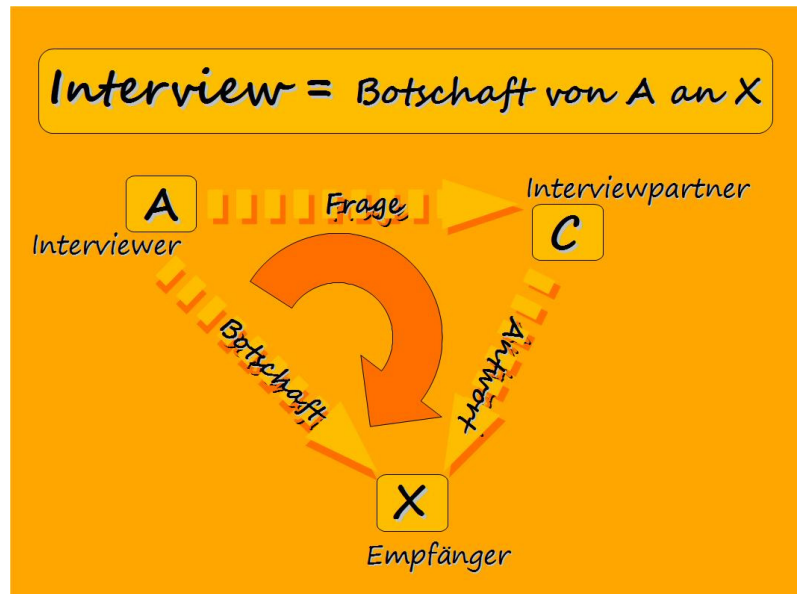 Interview = Botschaft von A an X
A
Frage
Interviewpartner
C
Interviewer
Botschaft
Antwort
X
Empfänger